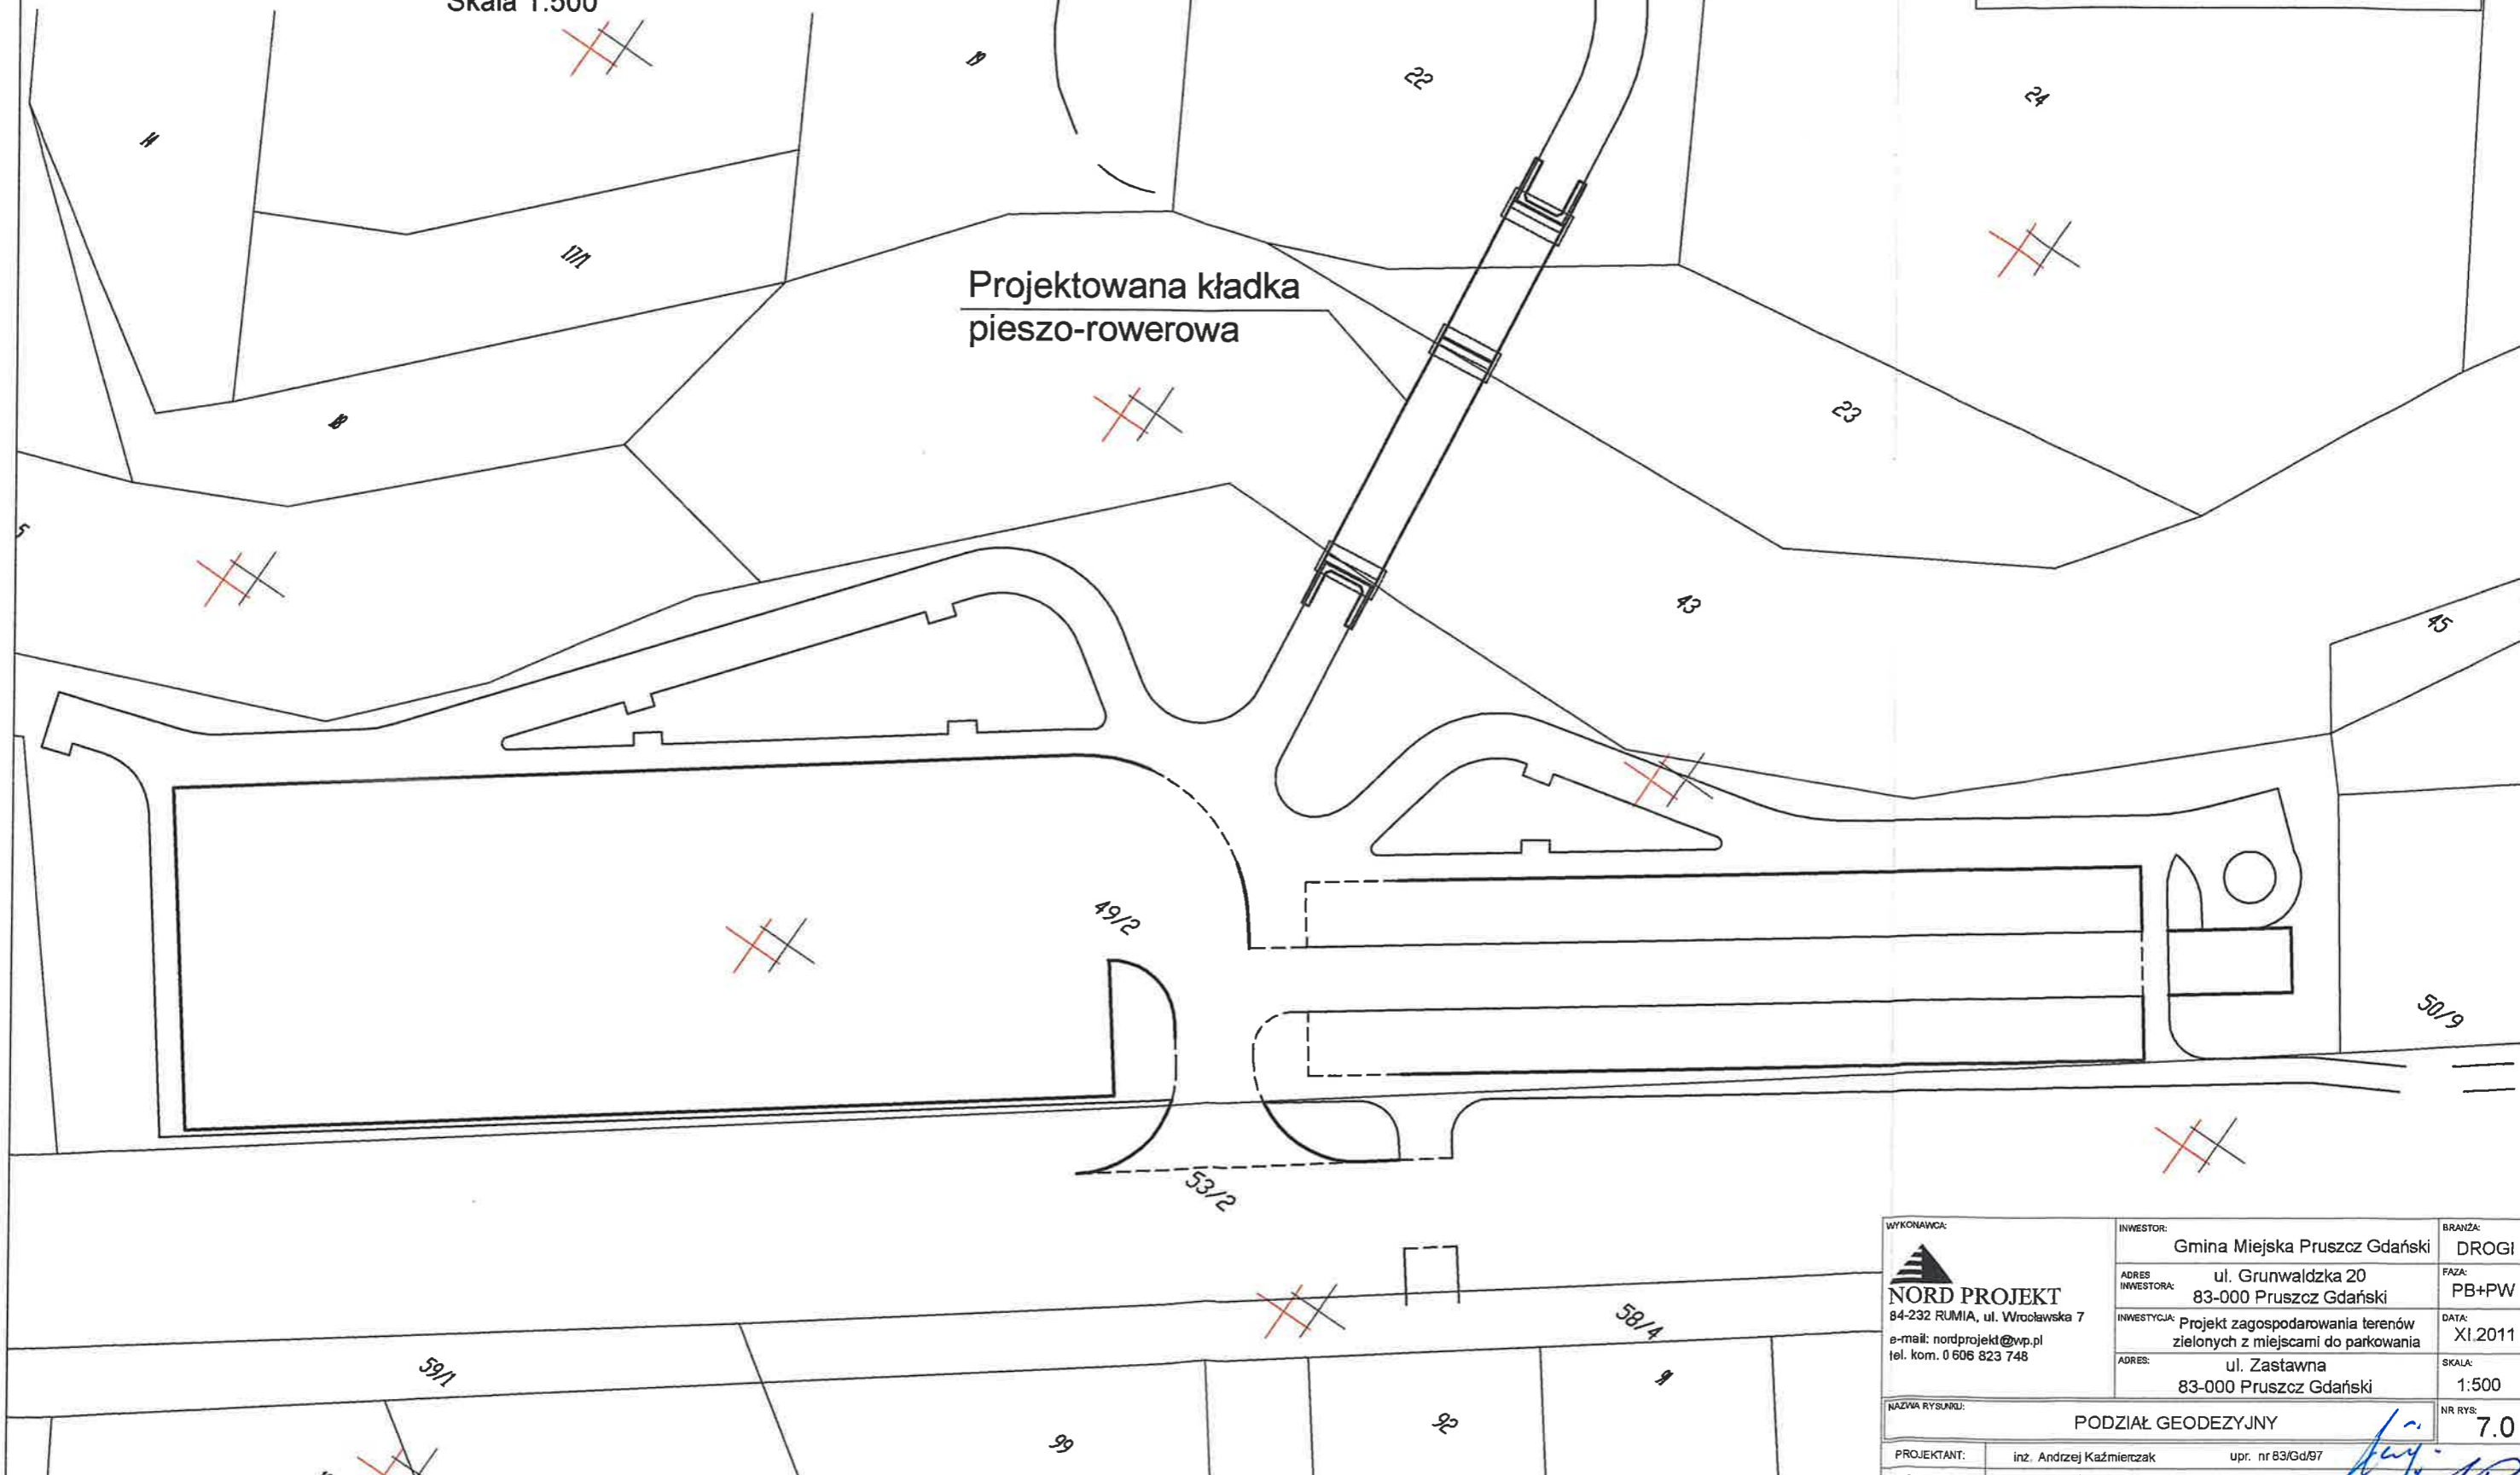 Skala 1:500
19
22
24
14
17/1
Projektowana kładka
pieszo-rowerowa
23
18
5
43
45
49/2
50/9
53/2
58/4
59/1
91
92
99
WYKONAWCA:
NORD PROJEKT
84-232 RUMIA, ul. Wrocławska 7
e-mail: nordprojekt@wp.pl
tel. kom. 0 606 823 748
INWESTOR:
Gmina Miejska Pruszcz Gdański
BRANŻA:
DROGI
ADRES
INWESTORA:
ul. Grunwaldzka 20
83-000 Pruszcz Gdański
FAZA:
PB+PW
INWESTYCJA: Projekt zagospodarowania terenów
zielonych z miejscami do parkowania
DATA:
XI.2011
ADRES:
ul. Zastawna
83-000 Pruszcz Gdański
SKALA:
1:500
NAZWA RYSUNKU:
PODZIAŁ GEODEZYJNY
NR RYS:
7.0
PROJEKTANT: inż. Andrzej Kaźmierczak upr. nr 83/Gd/97